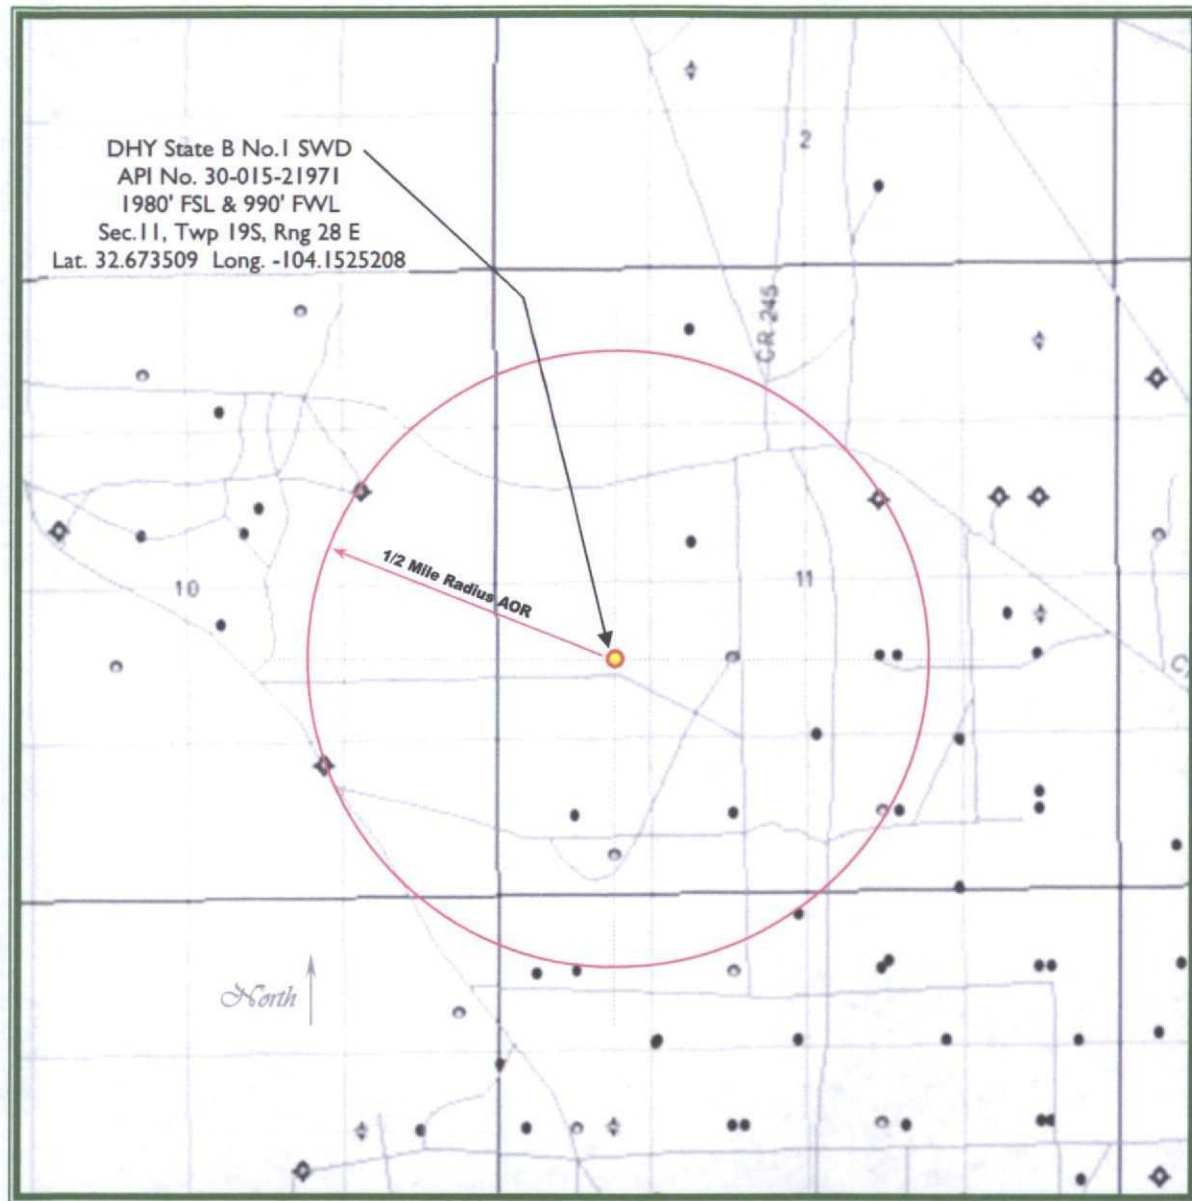 DHY State B No.1 SWD
API No. 30-015-21971
1980' FSL & 990' FWL
Sec.11, Twp 19S, Rng 28 E
Lat. 32.673509 Long. -104.1525208
2
CR 245
1/2 Mile Radius AOR
10
11
North